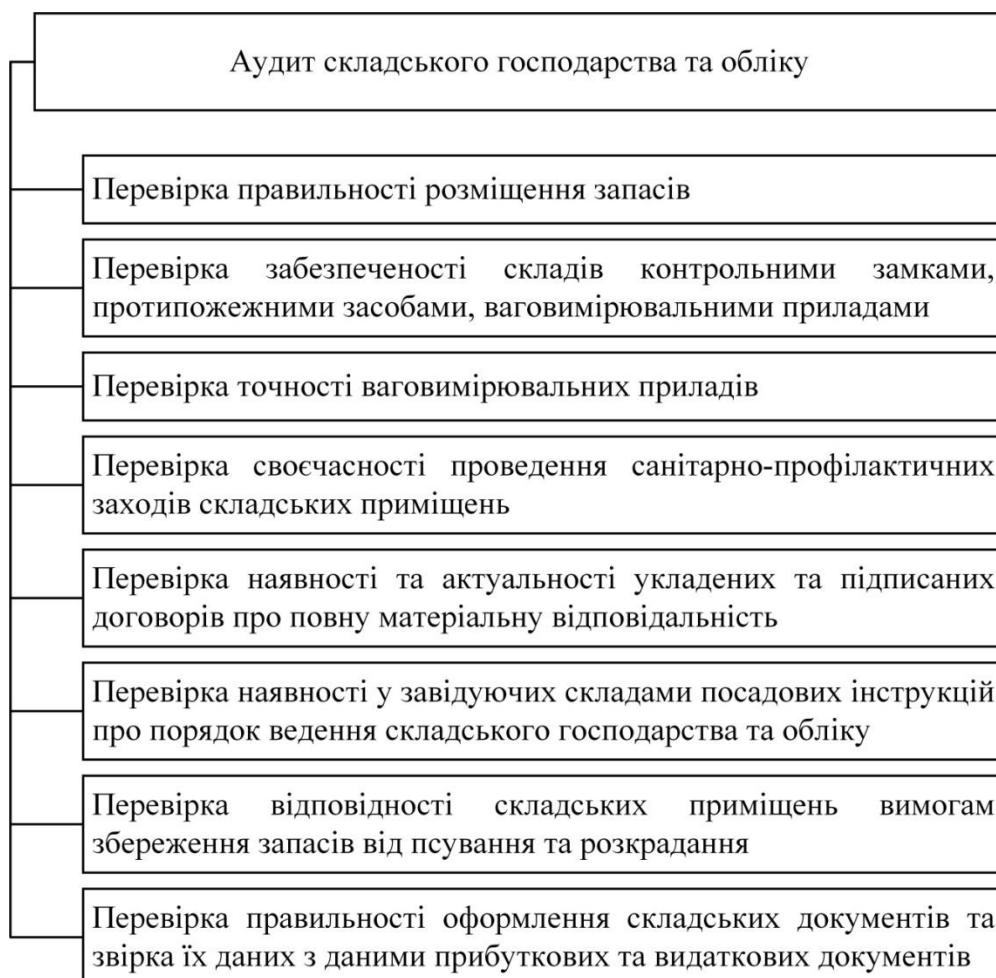 Аудит складського господарства та обліку
Перевірка правильності розміщення запасів
Перевірка забезпеченості складів контрольними замками,
протипожежними засобами, ваговимірювальними приладами
Перевірка точності ваговимірювальних приладів
Перевірка своєчасності проведення санітарно-профілактичних
заходів складських приміщень
Перевірка наявності та актуальності укладених та підписаних
договорів про повну матеріальну відповідальність
Перевірка наявності у завідуючих складами посадових інструкцій
про порядок ведення складського господарства та обліку
Перевірка відповідності складських приміщень вимогам
збереження запасів від псування та розкрадання
Перевірка правильності оформлення складських документів та
звірка їх даних з даними прибуткових та видаткових документів